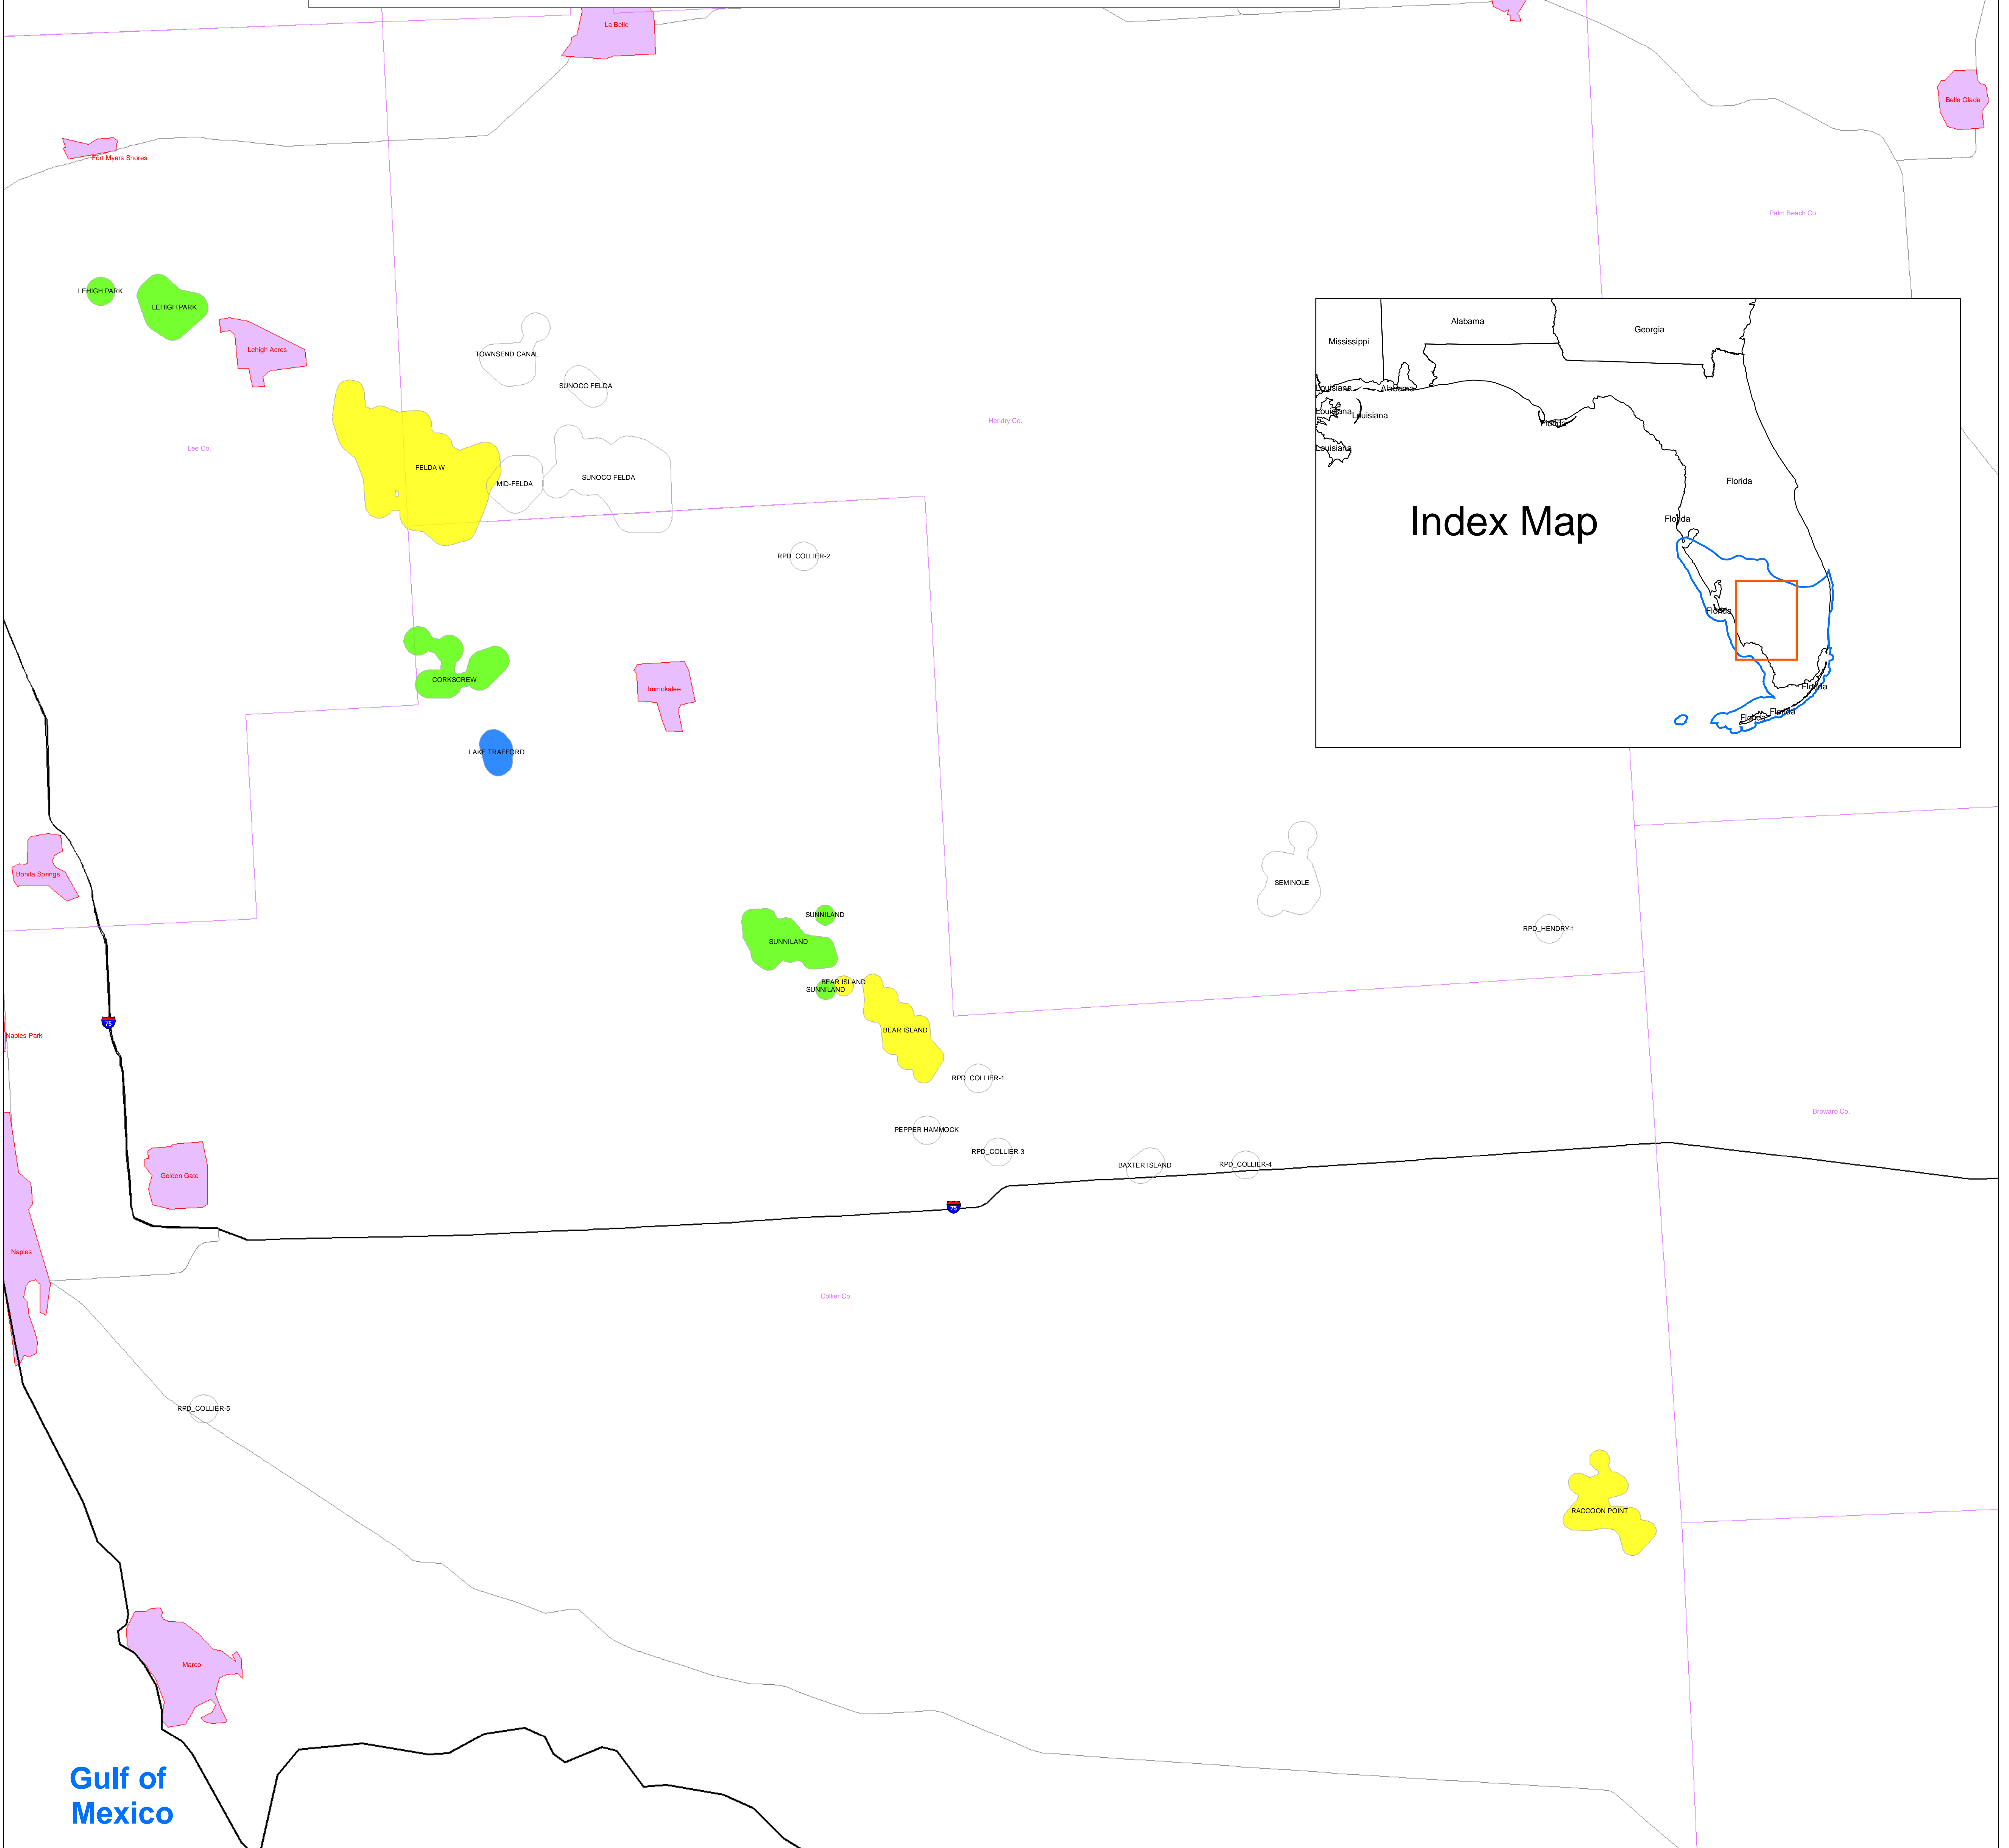 La Belle
Belle Glade
Fort Myers Shores
Palm Beach Co.
LEHIGH PARK
LEHIGH PARK
Lehigh Acres
TOWNSEND CANAL
SUNOCO FELDA
Lee Co.
Hendry Co.
FELDA W
MID-FELDA
SUNOCO FELDA
RPD_COLLIER-2
Mississippi
Alabama
Georgia
Louisiana
Alabama
Louisiana
Louisiana
Florida
Louisiana
Florida
Index Map
Florida
Florida
Florida
Florida
Florida
CORKSCREW
Immokalee
LAKE TRAFFORD
Bonita Springs
SEMINOLE
SUNNILAND
RPD_HENDRY-1
SUNNILAND
BEAR ISLAND
SUNNILAND
75
BEAR ISLAND
Naples Park
RPD_COLLIER-1
Broward Co.
PEPPER HAMMOCK
RPD_COLLIER-3
BAXTER ISLAND
RPD_COLLIER-4
Golden Gate
75
Naples
Collier Co.
RPD_COLLIER-5
RACCOON POINT
Marco
Gulf of
Mexico